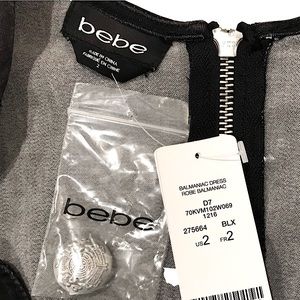 bebe
MADE IN CHINA
FABRIQUÉ EN CHINE
2
bebe
BALMANIAC DRESS
ROBE BALMANIAC
D7
70KVM102W069
1216
275664 BLX
US 2 FR 2